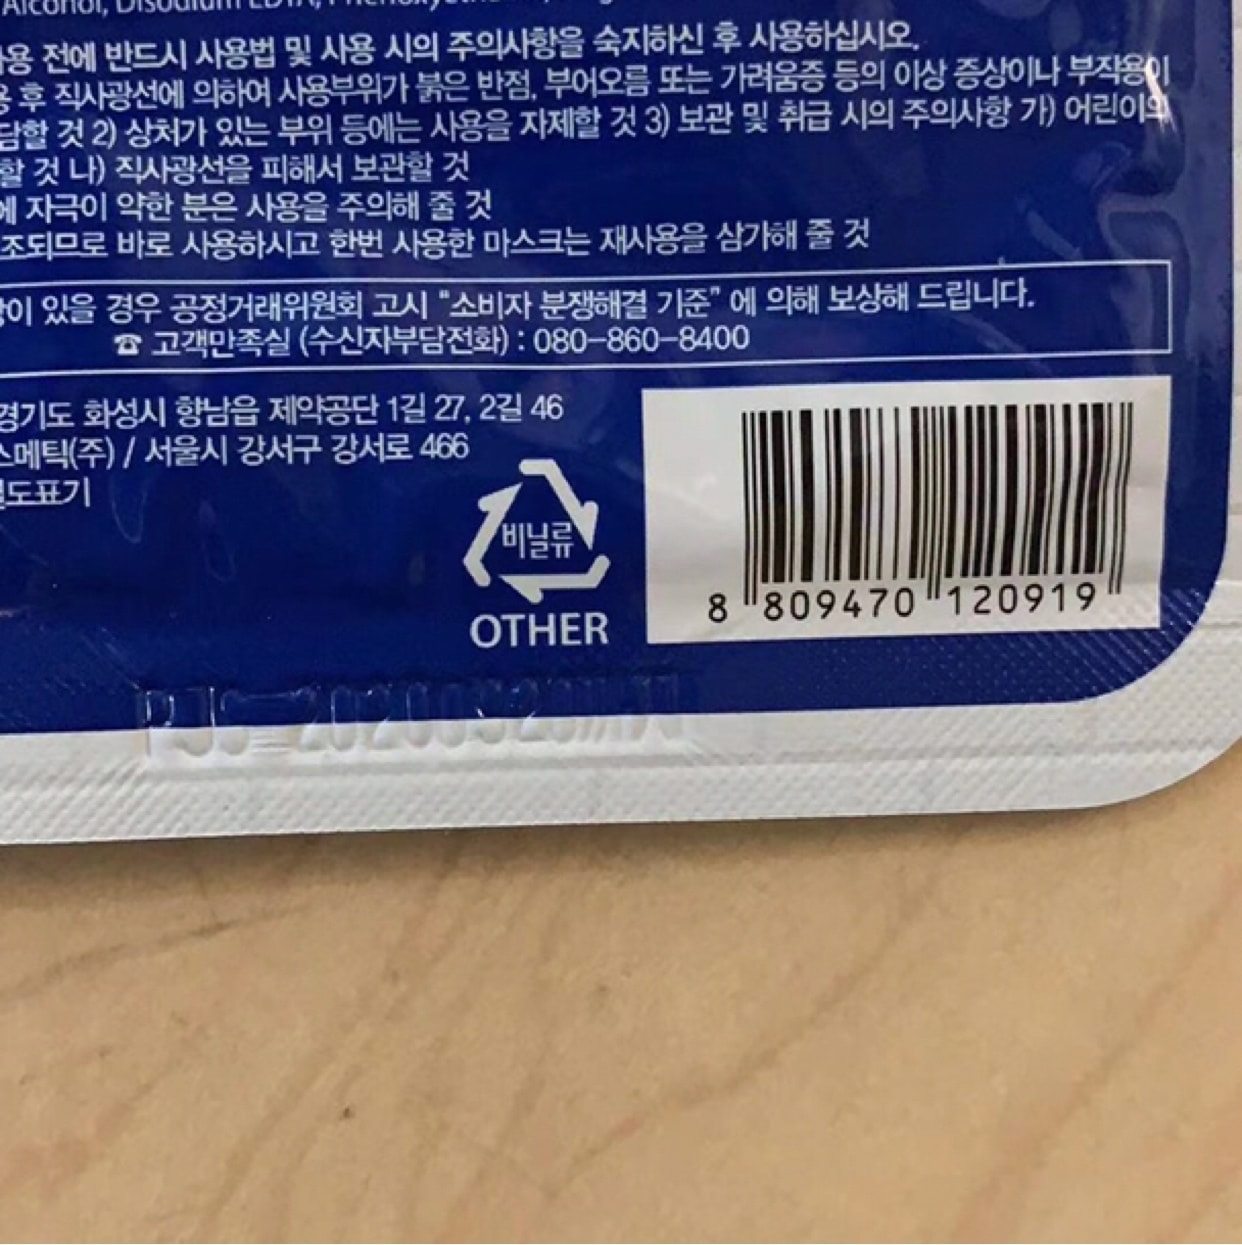 Alcohol, Disodium EDTA,
용 전에 반드시 사용법 및 사용 시의 주의사항을 숙지하신 후 사용하십시오.
용 후 직사광선에 의하여 사용부위가 붉은 반점, 부어오름 또는 가려움증 등의 이상 증상이나 부작용이
담할 것 2) 상처가 있는 부위 등에는 사용을 자제할 것 3) 보관 및 취급 시의 주의사항 가) 어린이의
할 것 나) 직사광선을 피해서 보관할 것
에 자극이 약한 분은 사용을 주의해 줄 것
조되므로 바로 사용하시고 한번 사용한 마스크는 재사용을 삼가해 줄 것
이 있을 경우 공정거래위원회 고시 "소비자 분쟁해결 기준" 에 의해 보상해 드립니다.
☎ 고객만족실 (수신자부담전화) : 080-860-8400
경기도 화성시 향남읍 제약공단 1길 27, 2길 46
스메틱(주) / 서울시 강서구 강서로 466
도표기
비닐류
OTHER
8 809470 120919